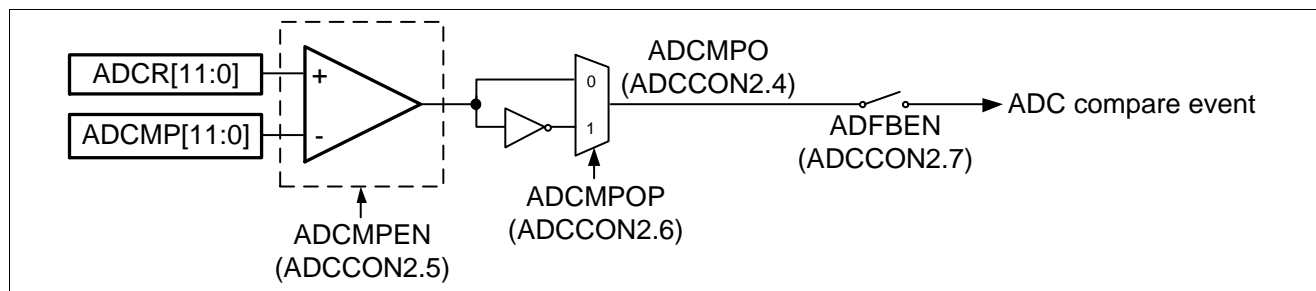 ADCR[11:0]
ADCMP[11:0]
+
-
ADCMPEN
(ADCCON2.5)
0
1
ADCMPOP
(ADCCON2.6)
ADCMPO
(ADCCON2.4)
ADFBEN
(ADCCON2.7)
ADC compare event